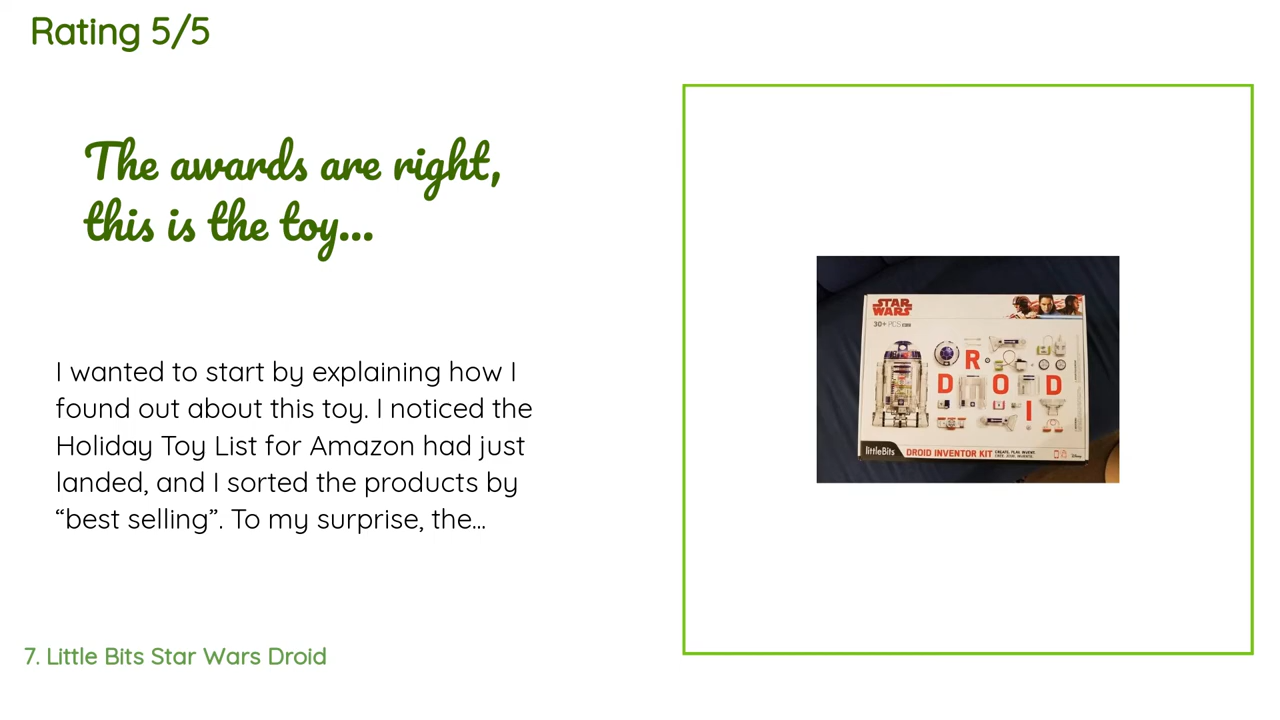 Rating 5/5
The awards are right,
this is the toy...
I wanted to start by explaining how I
found out about this toy. I noticed the
Holiday Toy List for Amazon had just
landed, and I sorted the products by
“best selling”. To my surprise, the...
STAR
WARS
30+ PCS
R
D O D
I
littleBits
DROID INVENTOR KIT
7. Little Bits Star Wars Droid